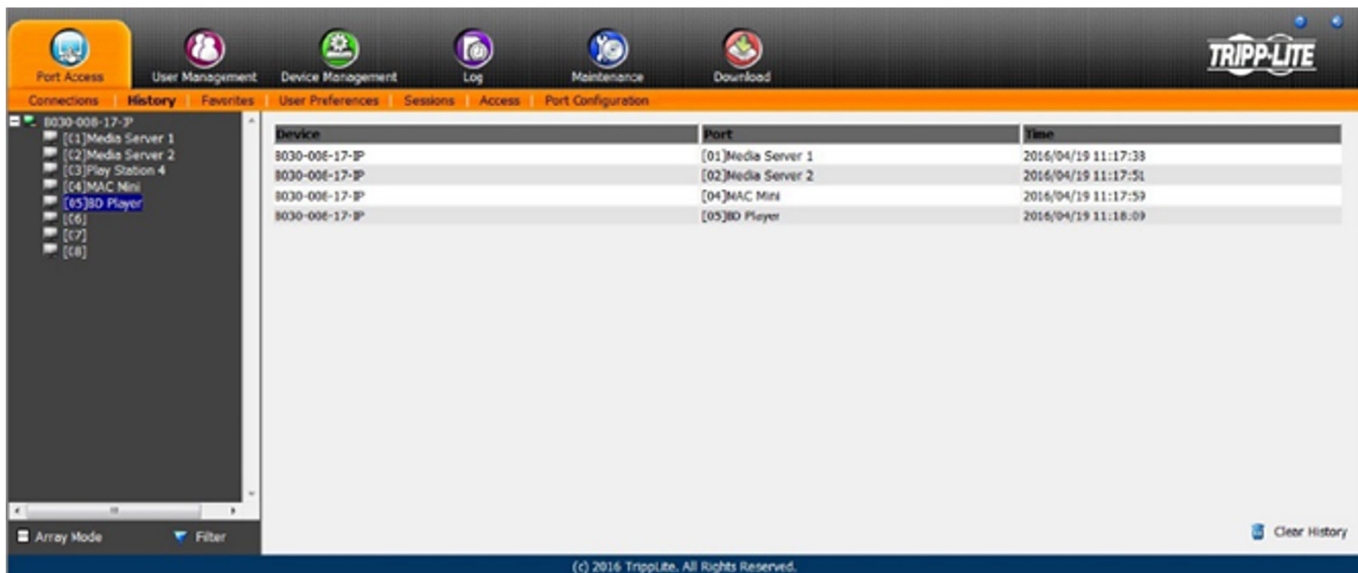 TRIPP-LITE
Port Access
User Management
Device Management
Log
Maintenance
Download
Connections
History
Favorites
User Preferences
Sessions
Access
Port Configuration
B030-008-17-IP
[01]Media Server 1
[02]Media Server 2
[03]Play Station 4
[04]MAC Mini
[05]BD Player
[06]
[07]
[08]
Device Port Time
B030-008-17-IP [01]Media Server 1 2016/04/19 11:17:38
B030-008-17-IP [02]Media Server 2 2016/04/19 11:17:51
B030-008-17-IP [04]MAC Mini 2016/04/19 11:17:59
B030-008-17-IP [05]BD Player 2016/04/19 11:18:09
Array Mode
Filter
Clear History
(c) 2016 TrippLite. All Rights Reserved.